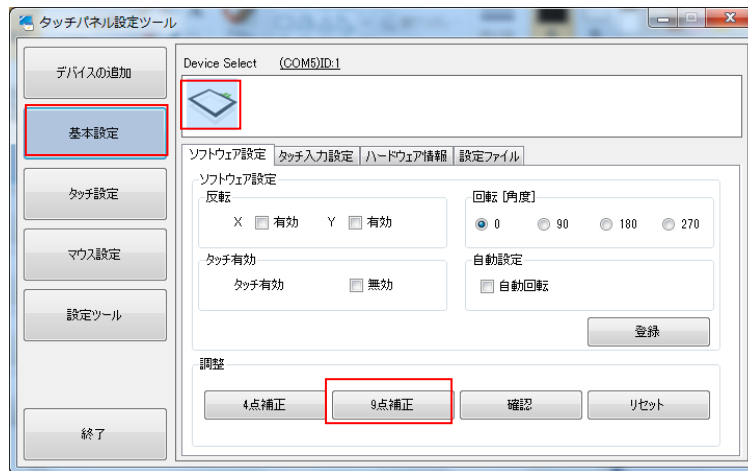 タッチパネル設定ツール
デバイスの追加
基本設定
タッチ設定
マウス設定
設定ツール
終了
Device Select (COM5)ID:1
ソフトウェア設定 タッチ入力設定 ハードウェア情報 設定ファイル
ソフトウェア設定
反転
X 有効 Y 有効
回転 [角度]
0 90 180 270
タッチ有効
タッチ有効 無効
自動設定
自動回転
登録
調整
4点補正 9点補正 確認 リセット